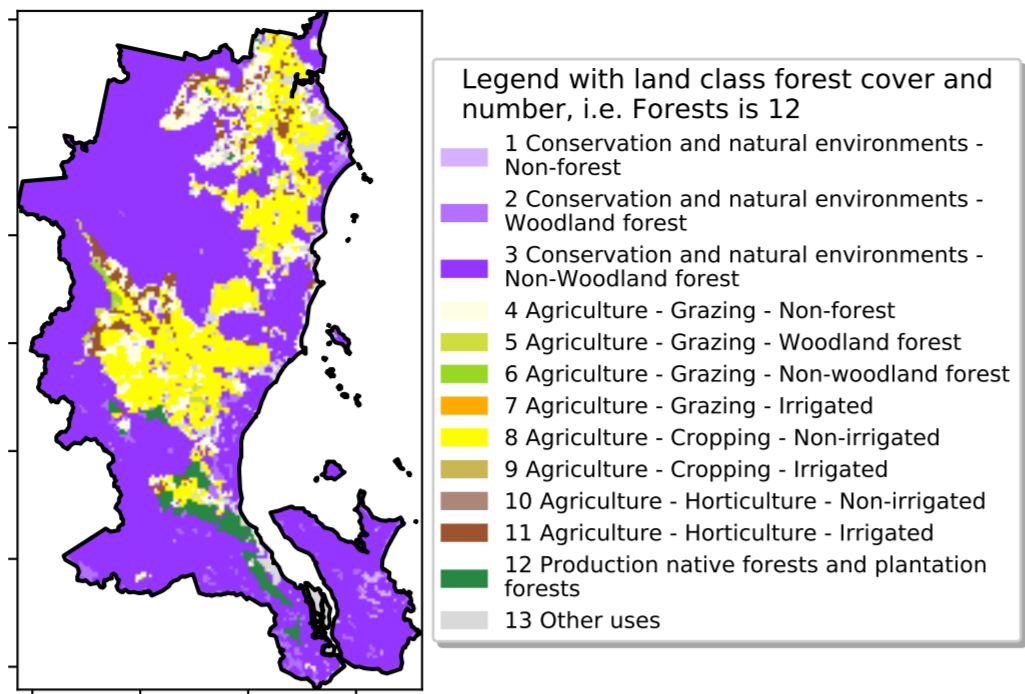 Legend with land class forest cover and
number, i.e. Forests is 12
1 Conservation and natural environments -
Non-forest
2 Conservation and natural environments -
Woodland forest
3 Conservation and natural environments -
Non-Woodland forest
4 Agriculture - Grazing - Non-forest
5 Agriculture - Grazing - Woodland forest
6 Agriculture - Grazing - Non-woodland forest
7 Agriculture - Grazing - Irrigated
8 Agriculture - Cropping - Non-irrigated
9 Agriculture - Cropping - Irrigated
10 Agriculture - Horticulture - Non-irrigated
11 Agriculture - Horticulture - Irrigated
12 Production native forests and plantation
forests
13 Other uses